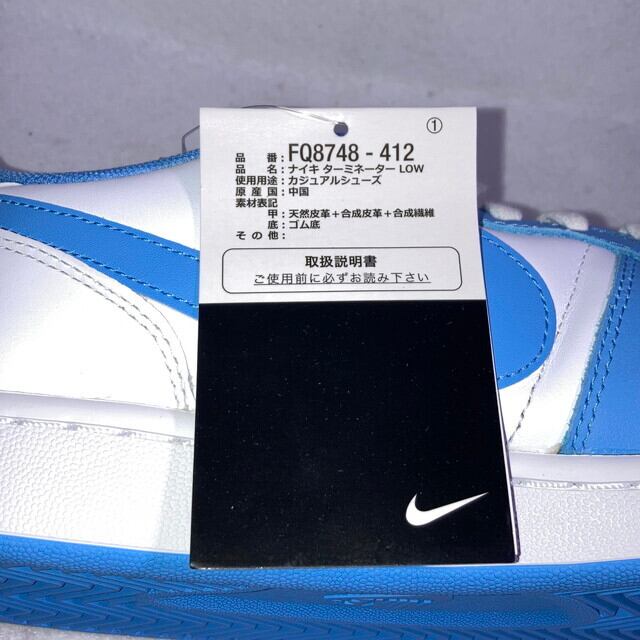 ①
品番：FQ8748 - 412
品名：ナイキ ターミネーター LOW
使用用途：カジュアルシューズ
原産国：中国
素材表記
甲：天然皮革＋合成皮革＋合成繊維
底：ゴム底
その他：
取扱説明書
ご使用前に必ずお読み下さい